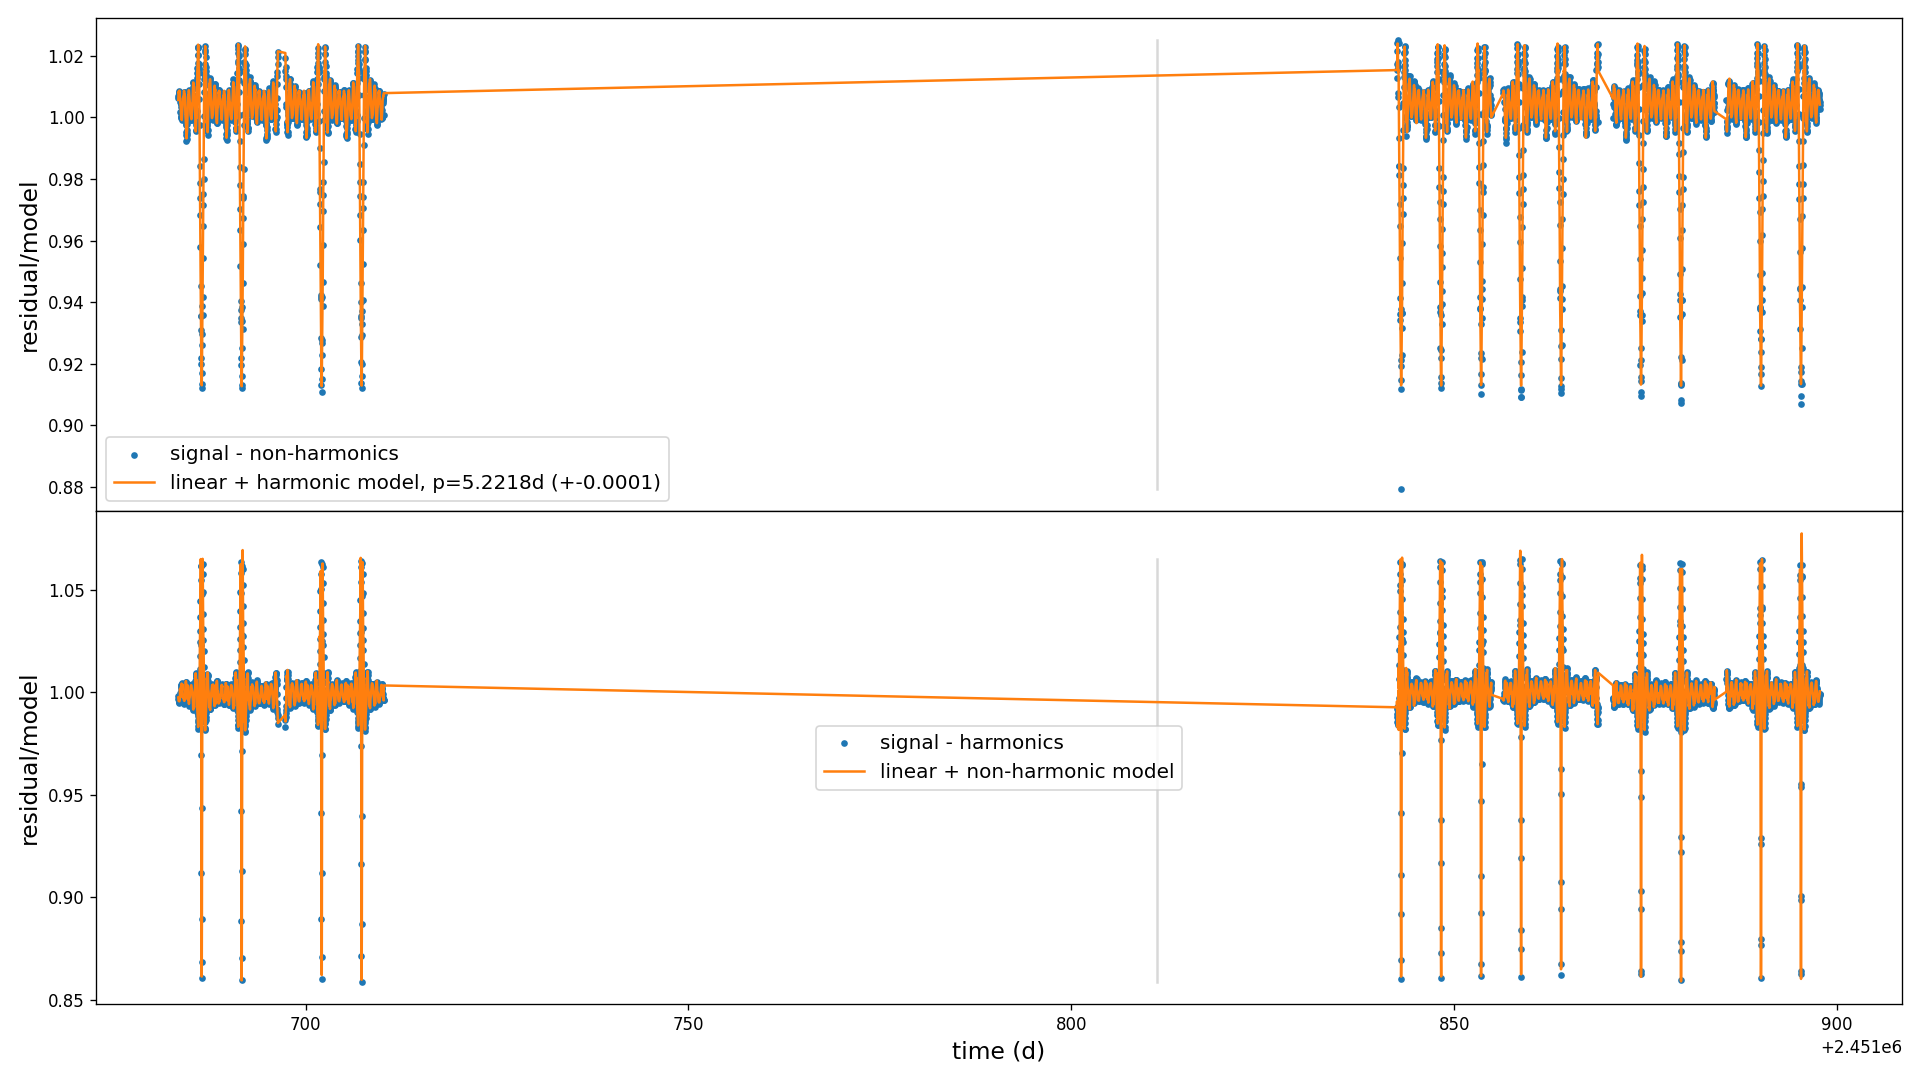 residual/model
1.02
1.00
0.98
0.96
0.94
0.92
0.90
0.88
signal - non-harmonics
linear + harmonic model, p=5.2218d (+-0.0001)
residual/model
1.05
1.00
0.95
0.90
0.85
signal - harmonics
linear + non-harmonic model
700
750
800
850
900
time (d)
+2.451e6